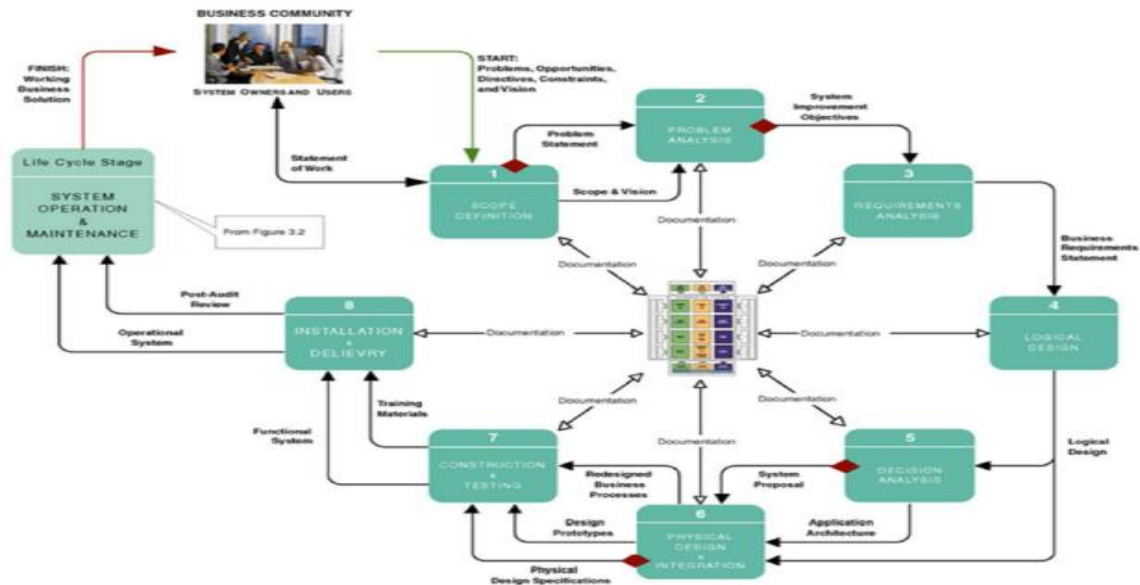 BUSINESS COMMUNITY
SYSTEM OWNERS AND USERS
FINISH:
Working
Business
Solution
START:
Problems, Opportunities,
Directives, Constraints,
and Vision
Statement
of Work
Life Cycle Stage
SYSTEM
OPERATION
&
MAINTENANCE
From Figure 3.2
1
SCOPE
DEFINITION
Problem
Statement
Scope & Vision
2
PROBLEM
ANALYSIS
System
Improvement
Objectives
3
REQUIREMENTS
ANALYSIS
Business
Requirements
Statement
4
LOGICAL
DESIGN
Logical
Design
5
DECISION
ANALYSIS
System
Proposal
Application
Architecture
6
PHYSICAL
DESIGN
&
INTEGRATION
Redesigned
Business
Processes
Design
Prototypes
Physical
Design Specifications
7
CONSTRUCTION
&
TESTING
Training
Materials
Functional
System
8
INSTALLATION
&
DELIEVRY
Post-Audit
Review
Operational
System
Documentation
Documentation
Documentation
Documentation
Documentation
Documentation
Documentation
Documentation